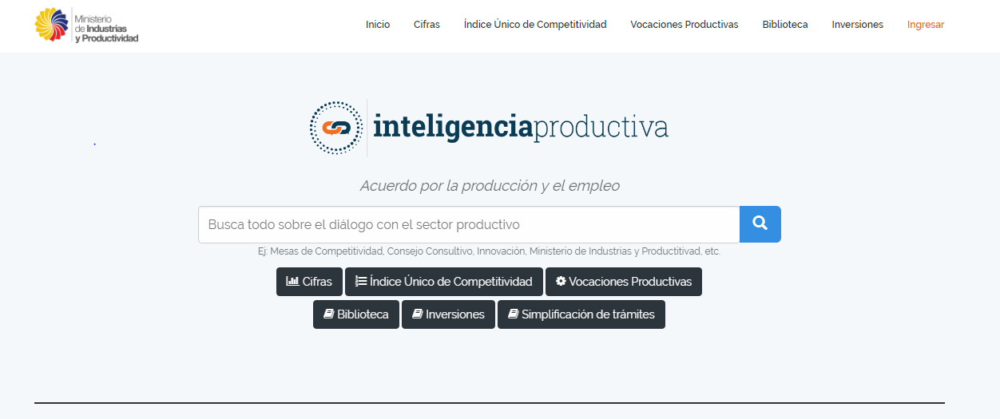 Ministerio
de Industrias
y Productividad
Inicio Cifras Índice Único de Competitividad Vocaciones Productivas Biblioteca Inversiones Ingresar
inteligenciaproductiva
Acuerdo por la producción y el empleo
Busca todo sobre el diálogo con el sector productivo
Ej: Mesas de Competitividad, Consejo Consultivo, Innovación, Ministerio de Industrias y Productitivad, etc.
Cifras Índice Único de Competitividad Vocaciones Productivas
Biblioteca Inversiones Simplificación de trámites